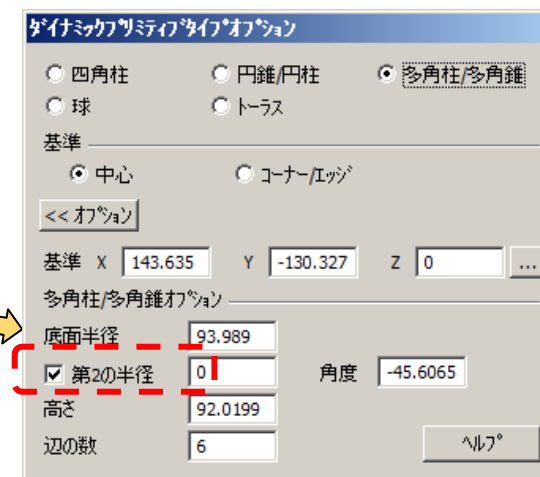 ﾀﾞｲﾅﾐｯｸﾌﾟﾘﾐﾃｨﾌﾞﾀｲﾌﾟｵﾌﾟｼｮﾝ
四角柱 円錐/円柱 多角柱/多角錐
球 ﾄｰﾗｽ
基準
中心 ｺｰﾅｰ/ｴｯｼﾞ
<< ｵﾌﾟｼｮﾝ
基準 X 143.635 Y -130.327 Z 0 ...
多角柱/多角錐ｵﾌﾟｼｮﾝ
底面半径 93.989
第2の半径 0 角度 -45.6065
高さ 92.0199
辺の数 6 ﾍﾙﾌﾟ